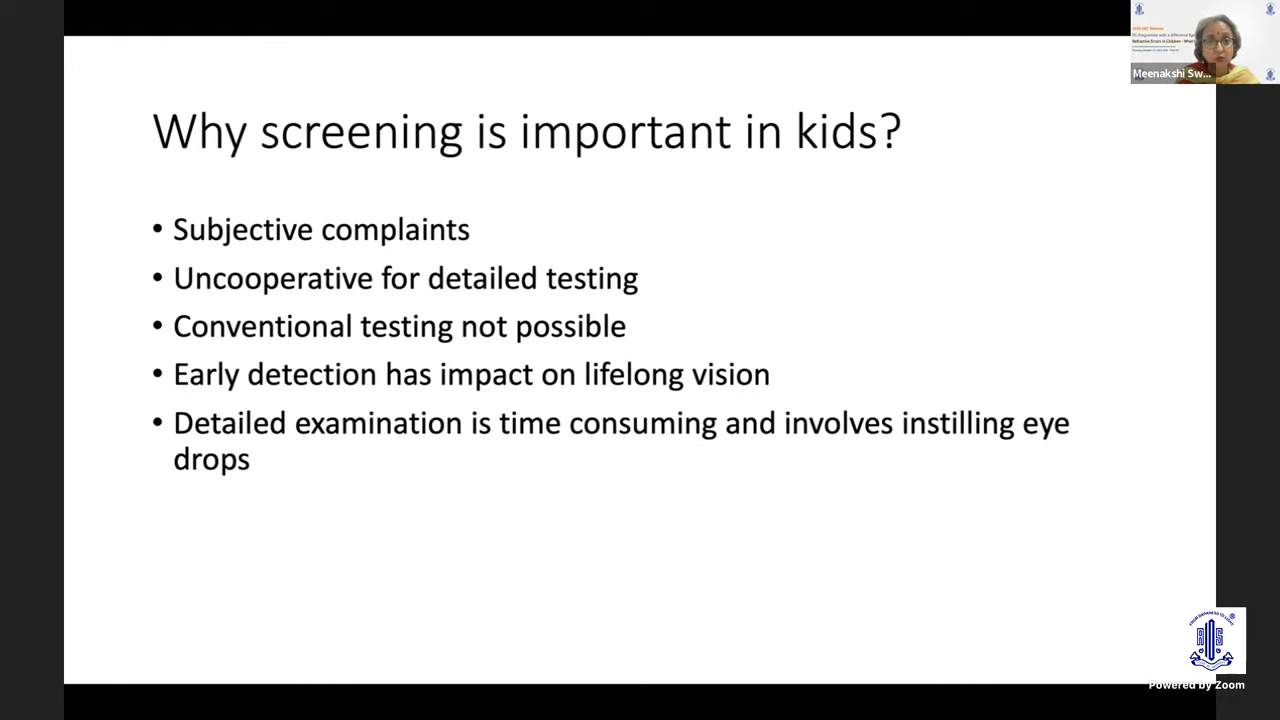 Why screening is important in kids?
• Subjective complaints
• Uncooperative for detailed testing
• Conventional testing not possible
• Early detection has impact on lifelong vision
• Detailed examination is time consuming and involves instilling eye
drops
Meenakshi Sw...
Powered by Zoom